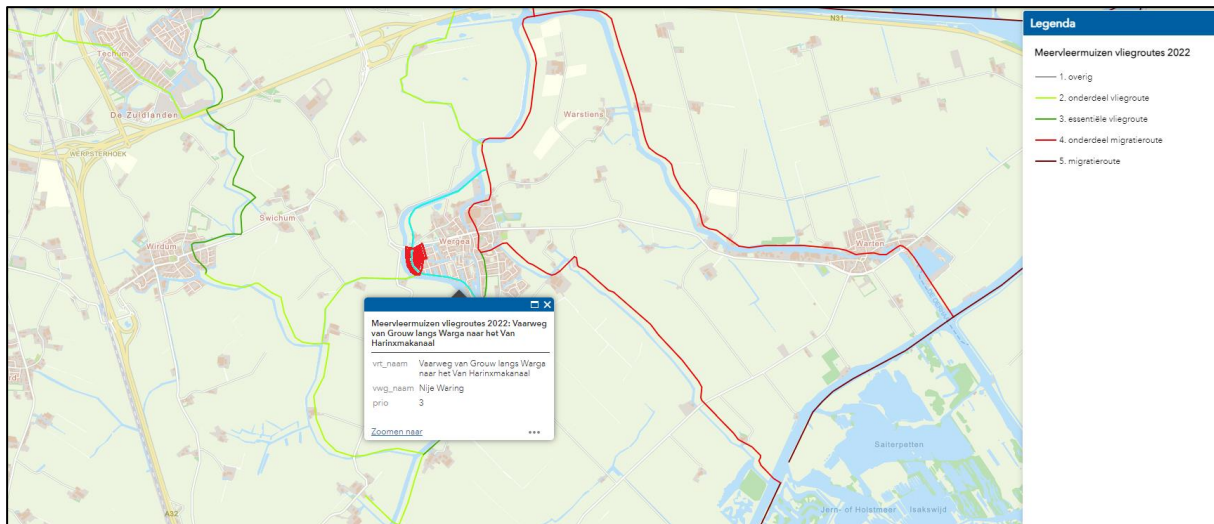 N31
Techum
De Zuidlanden
WERPSTERHOEK
Swichum
Wirdum
Warstiens
Wergea
Warten
Saiterpetten
Jern- of Holstmeer
Isakswijd
A32
Meervleermuizen vliegroutes 2022: Vaarweg
van Grouw langs Warga naar het Van
Harinxmakanaal
vrt_naam Vaarweg van Grouw langs Warga
naar het Van Harinxmakanaal
vwg_naam Nije Waring
prio 3
Zoomen naar
Legenda
Meervleermuizen vliegroutes 2022
1. overig
2. onderdeel vliegroute
3. essentiële vliegroute
4. onderdeel migratieroute
5. migratieroute